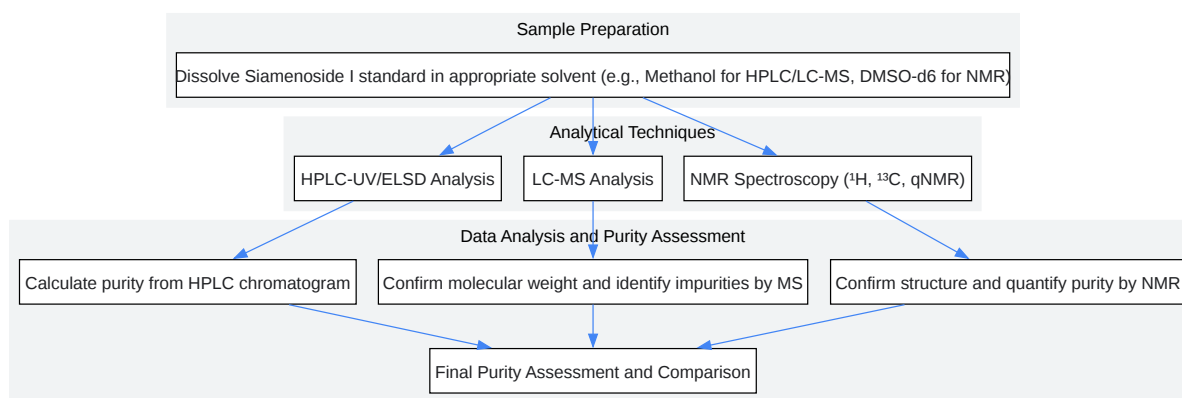 Sample Preparation
Dissolve Siamenoside I standard in appropriate solvent (e.g., Methanol for HPLC/LC-MS, DMSO-d6 for NMR)
Analytical Techniques
HPLC-UV/ELSD Analysis
LC-MS Analysis
NMR Spectroscopy (¹H, ¹³C, qNMR)
Data Analysis and Purity Assessment
Calculate purity from HPLC chromatogram
Confirm molecular weight and identify impurities by MS
Confirm structure and quantify purity by NMR
Final Purity Assessment and Comparison